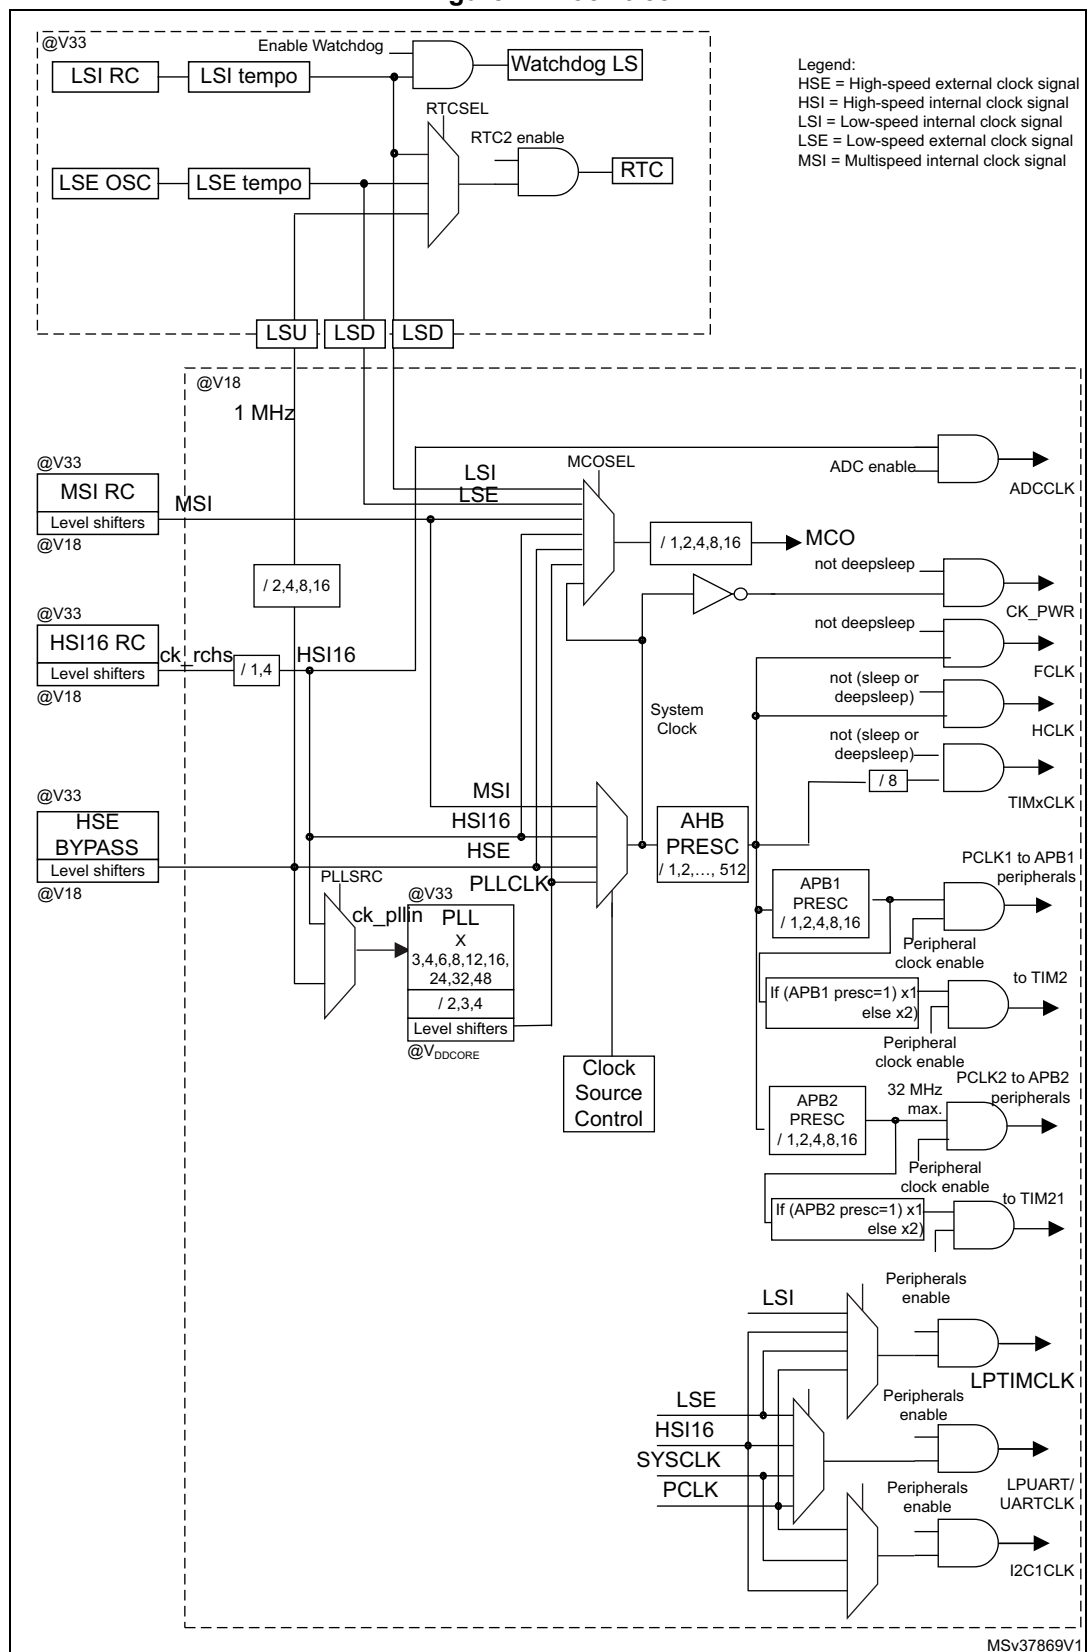 @V33
Enable Watchdog
LSI RC
LSI tempo
Watchdog LS
Legend:
HSE = High-speed external clock signal
HSI = High-speed internal clock signal
LSI = Low-speed internal clock signal
LSE = Low-speed external clock signal
MSI = Multispeed internal clock signal
RTCSEL
RTC2 enable
LSE OSC
LSE tempo
RTC
LSU
LSD
LSD
@V18
1 MHz
@V33
MSI RC
Level shifters
@V18
MSI
LSI
LSE
MCOSEL
ADC enable
ADCCLK
/ 1,2,4,8,16
MCO
/ 2,4,8,16
not deepsleep
CK_PWR
@V33
HSI16 RC
Level shifters
@V18
ck_rchs
/ 1,4
HSI16
not deepsleep
FCLK
System
Clock
not (sleep or
deepsleep)
HCLK
not (sleep or
deepsleep)
/ 8
TIMxCLK
@V33
HSE
BYPASS
Level shifters
@V18
MSI
HSI16
HSE
PLLCLK
AHB
PRESC
/ 1,2,..., 512
PLLSRC
ck_pllin
@V33
PLL
X
3,4,6,8,12,16,
24,32,48
/ 2,3,4
Level shifters
@VDDCORE
Clock
Source
Control
PCLK1 to APB1
peripherals
APB1
PRESC
/ 1,2,4,8,16
Peripheral
clock enable
If (APB1 presc=1) x1
else x2)
to TIM2
Peripheral
clock enable
PCLK2 to APB2
peripherals
32 MHz
max.
APB2
PRESC
/ 1,2,4,8,16
Peripheral
clock enable
If (APB2 presc=1) x1
else x2)
to TIM21
Peripherals
enable
LSI
LPTIMCLK
LSE
HSI16
SYSCLK
PCLK
Peripherals
enable
LPUART/
UARTCLK
Peripherals
enable
I2C1CLK
MSv37869V1